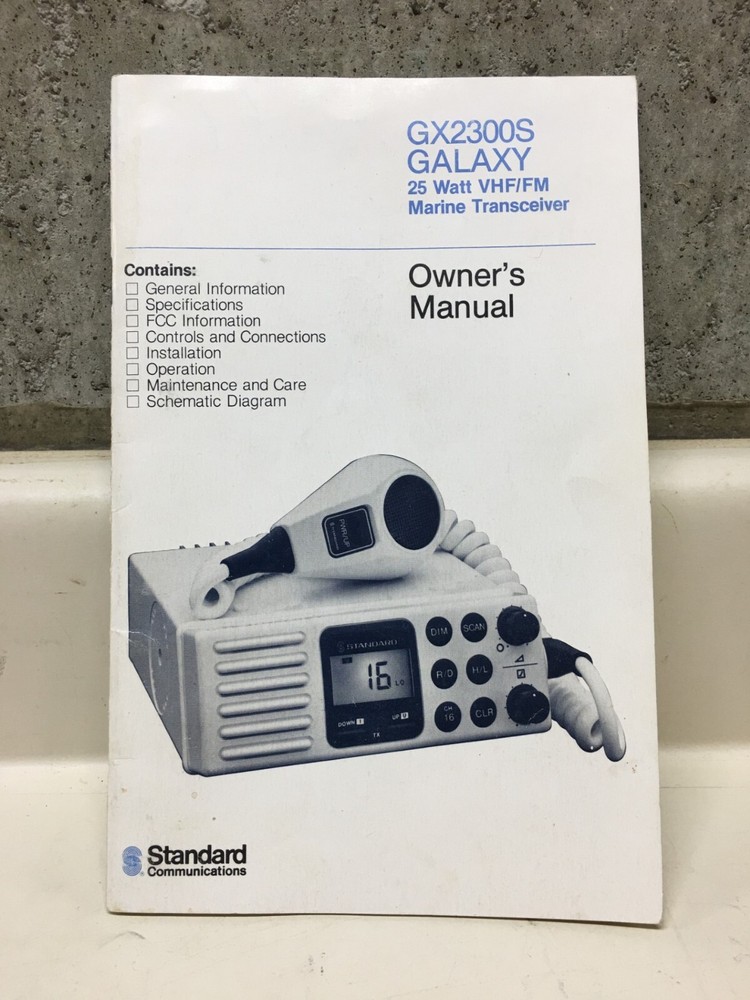 GX2300S
GALAXY
25 Watt VHF/FM
Marine Transceiver
Contains:
☐ General Information
☐ Specifications
☐ FCC Information
☐ Controls and Connections
☐ Installation
☐ Operation
☐ Maintenance and Care
☐ Schematic Diagram
Owner's
Manual
PWR/UP
STANDARD
16 LO
DOWN
UP
TX
DIM
SCAN
R/D
H/L
CH
16
CLR
Standard
Communications